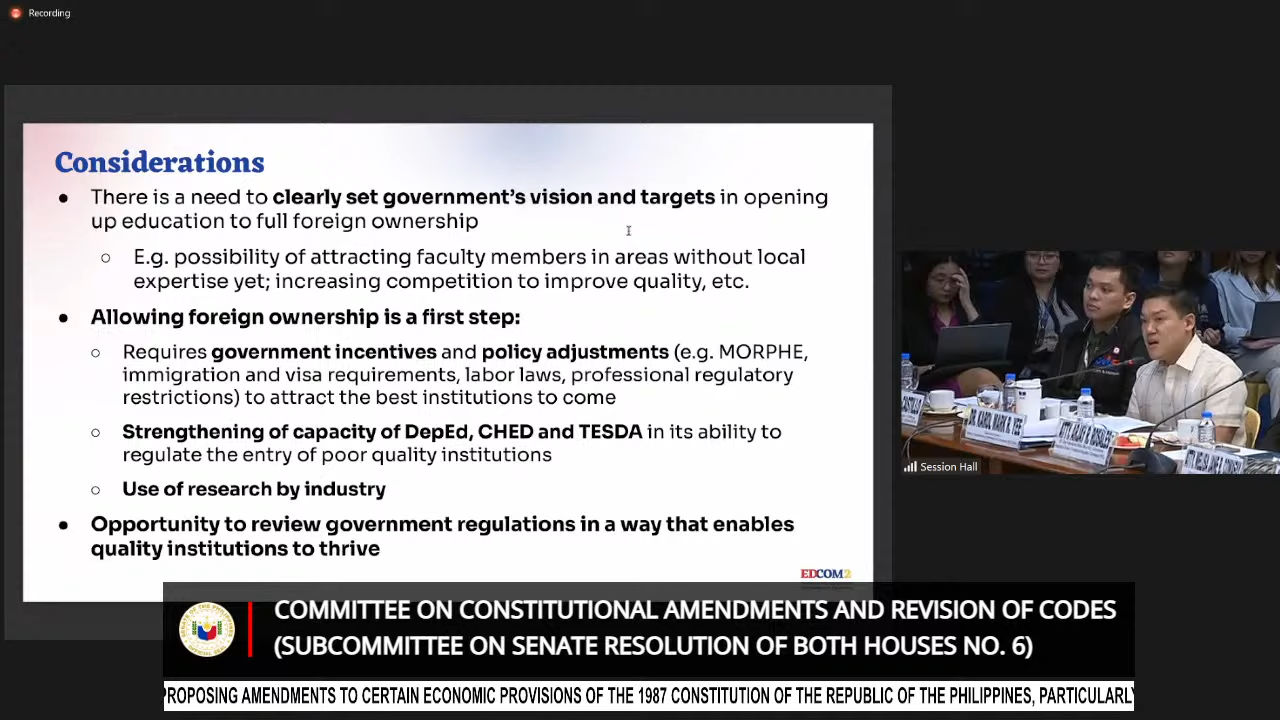 Recording
Considerations
● There is a need to clearly set government's vision and targets in opening
up education to full foreign ownership
○ E.g. possibility of attracting faculty members in areas without local
expertise yet; increasing competition to improve quality, etc.
● Allowing foreign ownership is a first step:
○ Requires government incentives and policy adjustments (e.g. MORPHE,
immigration and visa requirements, labor laws, professional regulatory
restrictions) to attract the best institutions to come
○ Strengthening of capacity of DepEd, CHED and TESDA in its ability to
regulate the entry of poor quality institutions
○ Use of research by industry
● Opportunity to review government regulations in a way that enables
quality institutions to thrive
EDCOM2
DR. KAROL MARK R. YEE
Session Hall
COMMITTEE ON CONSTITUTIONAL AMENDMENTS AND REVISION OF CODES
(SUBCOMMITTEE ON SENATE RESOLUTION OF BOTH HOUSES NO. 6)
PROPOSING AMENDMENTS TO CERTAIN ECONOMIC PROVISIONS OF THE 1987 CONSTITUTION OF THE REPUBLIC OF THE PHILIPPINES, PARTICULARLY